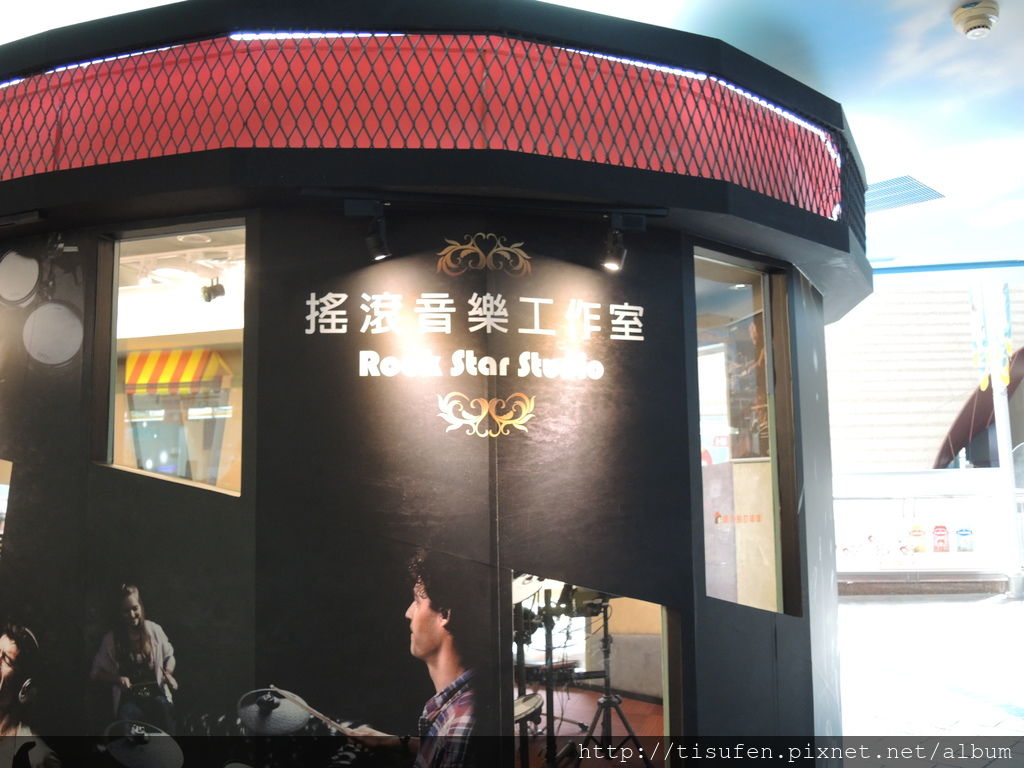 搖滾音樂工作室
Rock Star Studio
http://tisufen.pixnet.net/album